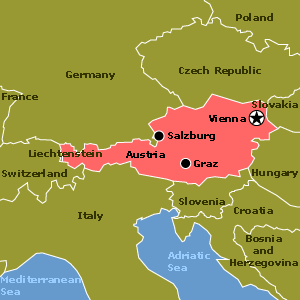 Poland
Germany
Czech Republic
France
Slovakia
Vienna
Salzburg
Liechtenstein
Austria
Graz
Switzerland
Hungary
Slovenia
Italy
Croatia
Bosnia
and
Herzegovina
Adriatic
Sea
Mediterranean
Sea